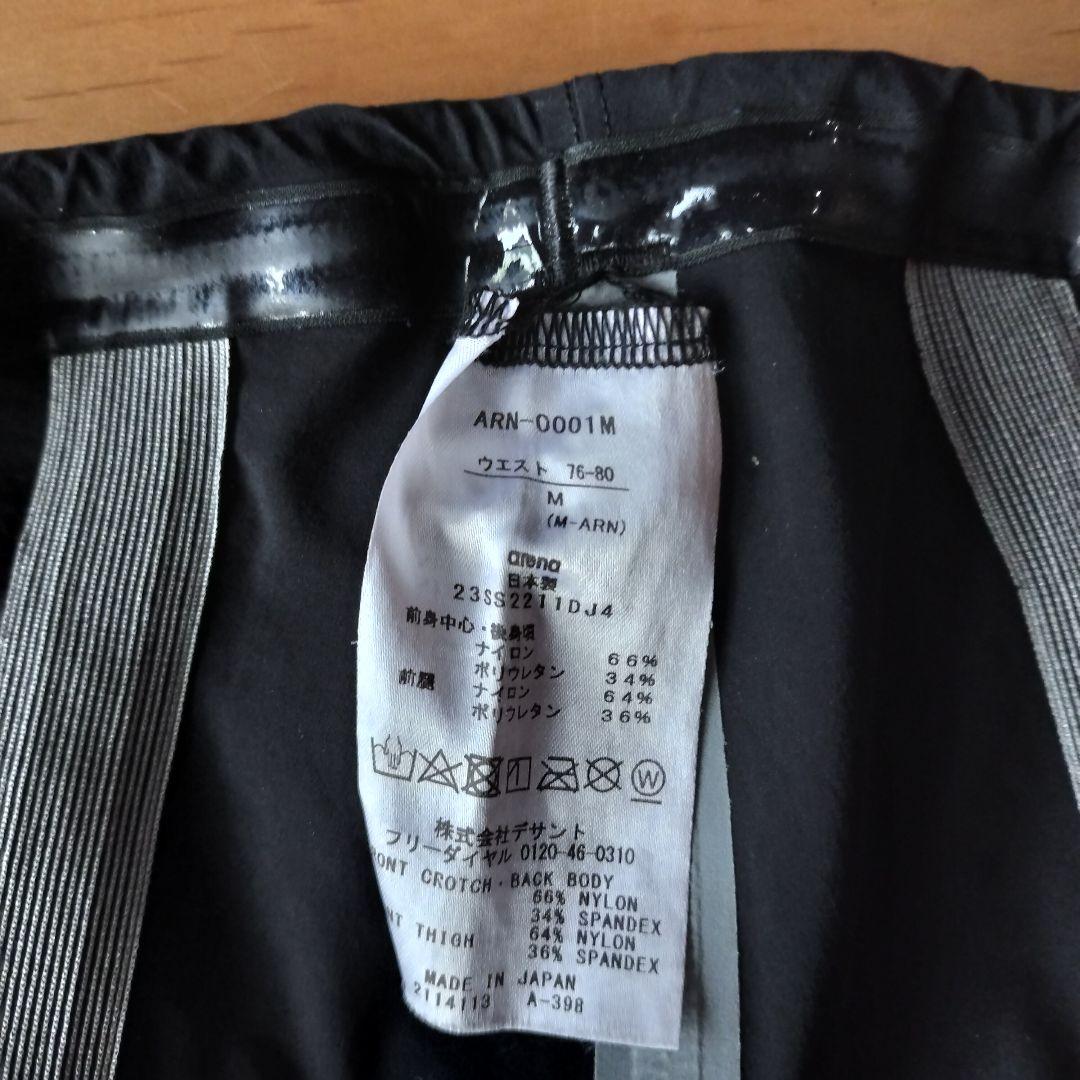 ARN-0001M
ウエスト 76-80
M
(M-ARN)
arena
日本製
23SS2211DJ4
前身中心・後身頃
ナイロン 66%
ポリウレタン 34%
前腿 ナイロン 64%
ポリウレタン 36%
W
株式会社デサント
フリーダイヤル 0120-46-0310
RONT CROTCH・BACK BODY
66% NYLON
34% SPANDEX
NT THIGH 64% NYLON
36% SPANDEX
MADE IN JAPAN
2114113 A-398